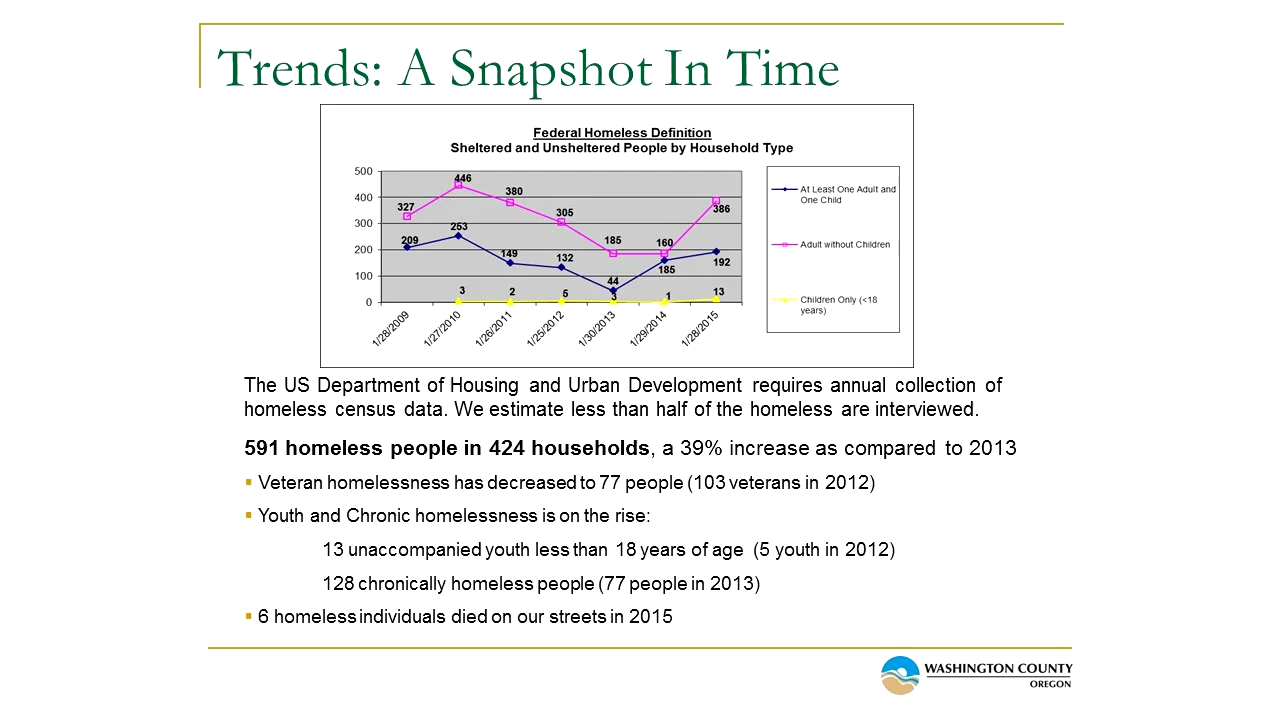 Trends: A Snapshot In Time
Federal Homeless Definition
Sheltered and Unsheltered People by Household Type
500
400
300
200
100
0
327
446
380
305
185
160
386
209
253
149
132
44
185
192
3
2
5
3
1
13
1/28/2009
1/27/2010
1/26/2011
1/25/2012
1/30/2013
1/29/2014
1/28/2015
At Least One Adult and
One Child
Adult without Children
Children Only (<18
years)
The US Department of Housing and Urban Development requires annual collection of
homeless census data. We estimate less than half of the homeless are interviewed.
591 homeless people in 424 households, a 39% increase as compared to 2013
▪ Veteran homelessness has decreased to 77 people (103 veterans in 2012)
▪ Youth and Chronic homelessness is on the rise:
13 unaccompanied youth less than 18 years of age (5 youth in 2012)
128 chronically homeless people (77 people in 2013)
▪ 6 homeless individuals died on our streets in 2015
WASHINGTON COUNTY
OREGON